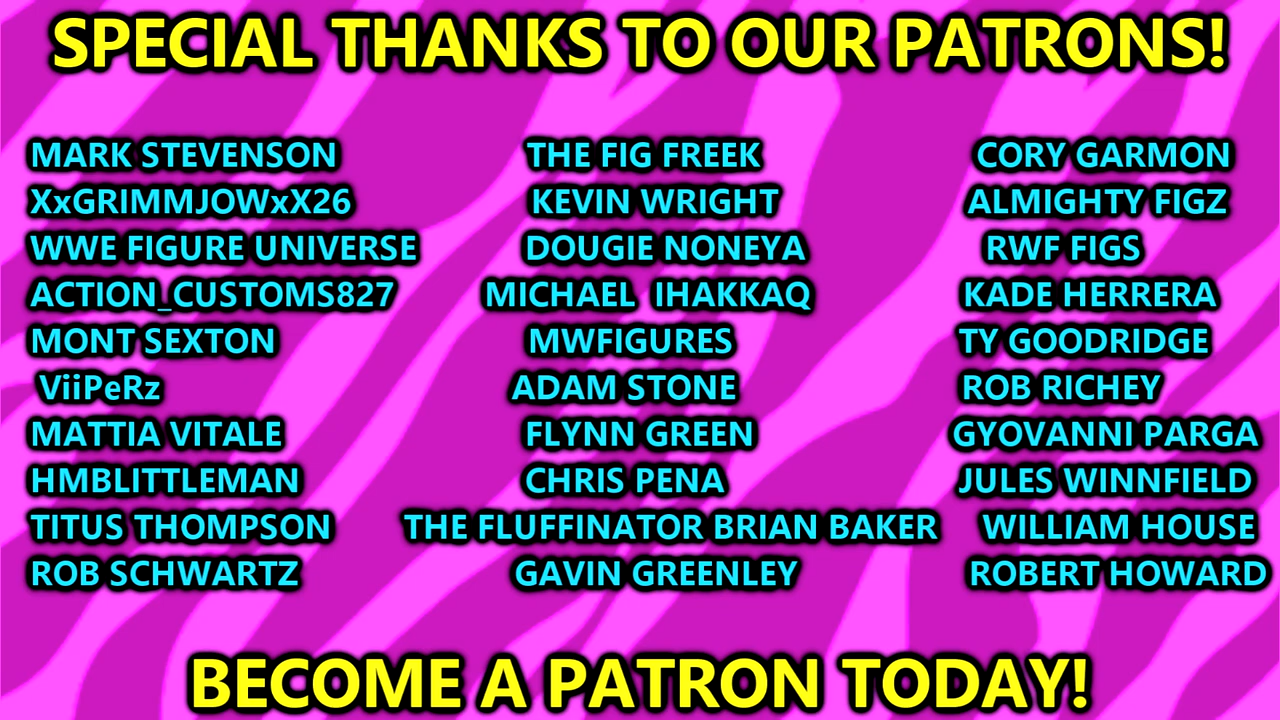 SPECIAL THANKS TO OUR PATRONS!
MARK STEVENSON THE FIG FREEK CORY GARMON
XxGRIMMJOWxX26 KEVIN WRIGHT ALMIGHTY FIGZ
WWE FIGURE UNIVERSE DOUGIE NONEYA RWF FIGS
ACTION_CUSTOMS827 MICHAEL IHAKKAQ KADE HERRERA
MONT SEXTON MWFIGURES TY GOODRIDGE
ViiPeRz ADAM STONE ROB RICHEY
MATTIA VITALE FLYNN GREEN GYOVANNI PARGA
HMBLITTLEMAN CHRIS PENA JULES WINNFIELD
TITUS THOMPSON THE FLUFFINATOR BRIAN BAKER WILLIAM HOUSE
ROB SCHWARTZ GAVIN GREENLEY ROBERT HOWARD
BECOME A PATRON TODAY!